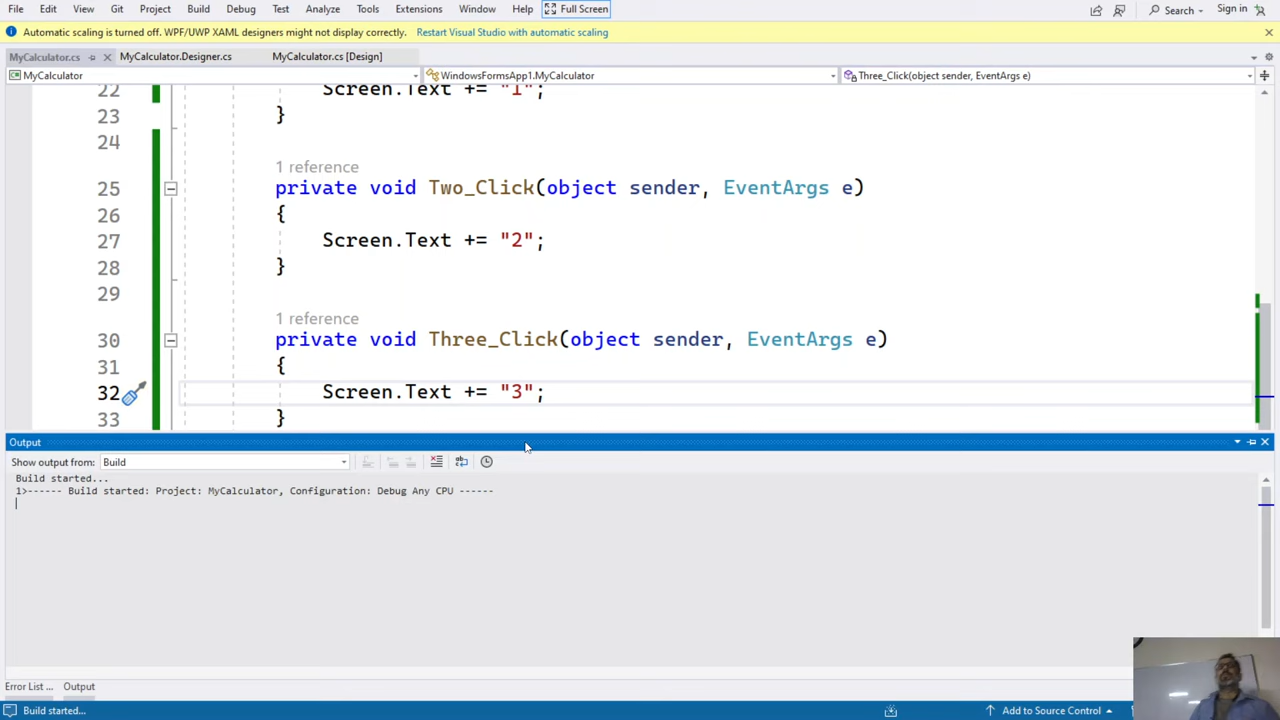 File Edit View Git Project Build Debug Test Analyze Tools Extensions Window Help Full Screen Search Sign in
Automatic scaling is turned off. WPF/UWP XAML designers might not display correctly. Restart Visual Studio with automatic scaling
MyCalculator.cs MyCalculator.Designer.cs MyCalculator.cs [Design]
MyCalculator WindowsFormsApp1.MyCalculator Three_Click(object sender, EventArgs e)
22 Screen.Text += "1";
23 }
24
1 reference
25 private void Two_Click(object sender, EventArgs e)
26 {
27 Screen.Text += "2";
28 }
29
1 reference
30 private void Three_Click(object sender, EventArgs e)
31 {
32 Screen.Text += "3";
33 }
Output
Show output from: Build
Build started...
1>------ Build started: Project: MyCalculator, Configuration: Debug Any CPU ------
Error List ... Output
Build started... Add to Source Control